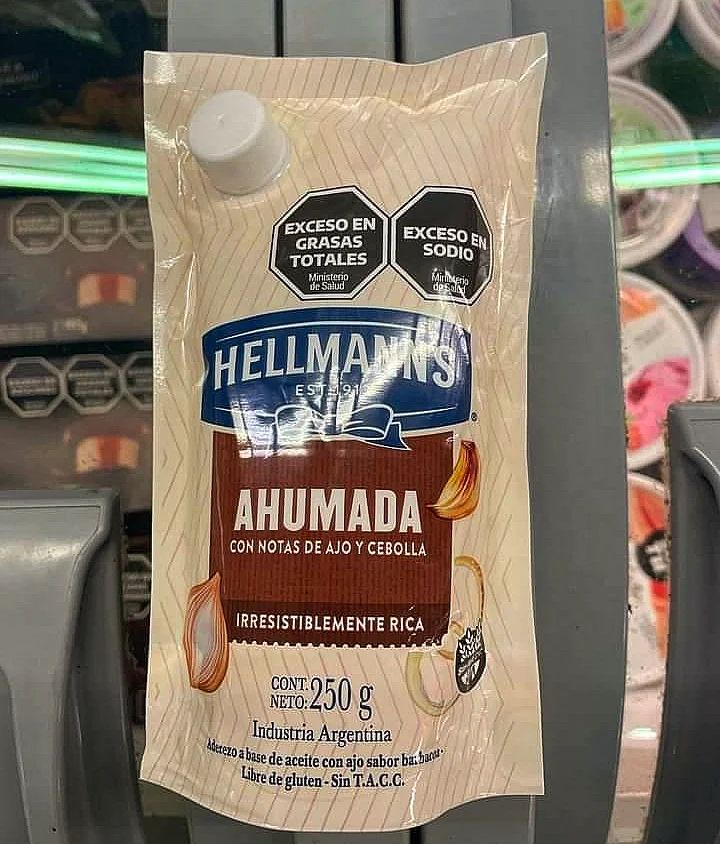 EXCESO EN
GRASAS
TOTALES
Ministerio
de Salud
EXCESO EN
SODIO
Ministerio
de Salud
HELLMANN'S
AHUMADA
CON NOTAS DE AJO Y CEBOLLA
IRRESISTIBLEMENTE RICA
CONT.
NETO: 250 g
Industria Argentina
Aderezo a base de aceite con ajo sabor barbacoa.
Libre de gluten - Sin T.A.C.C.